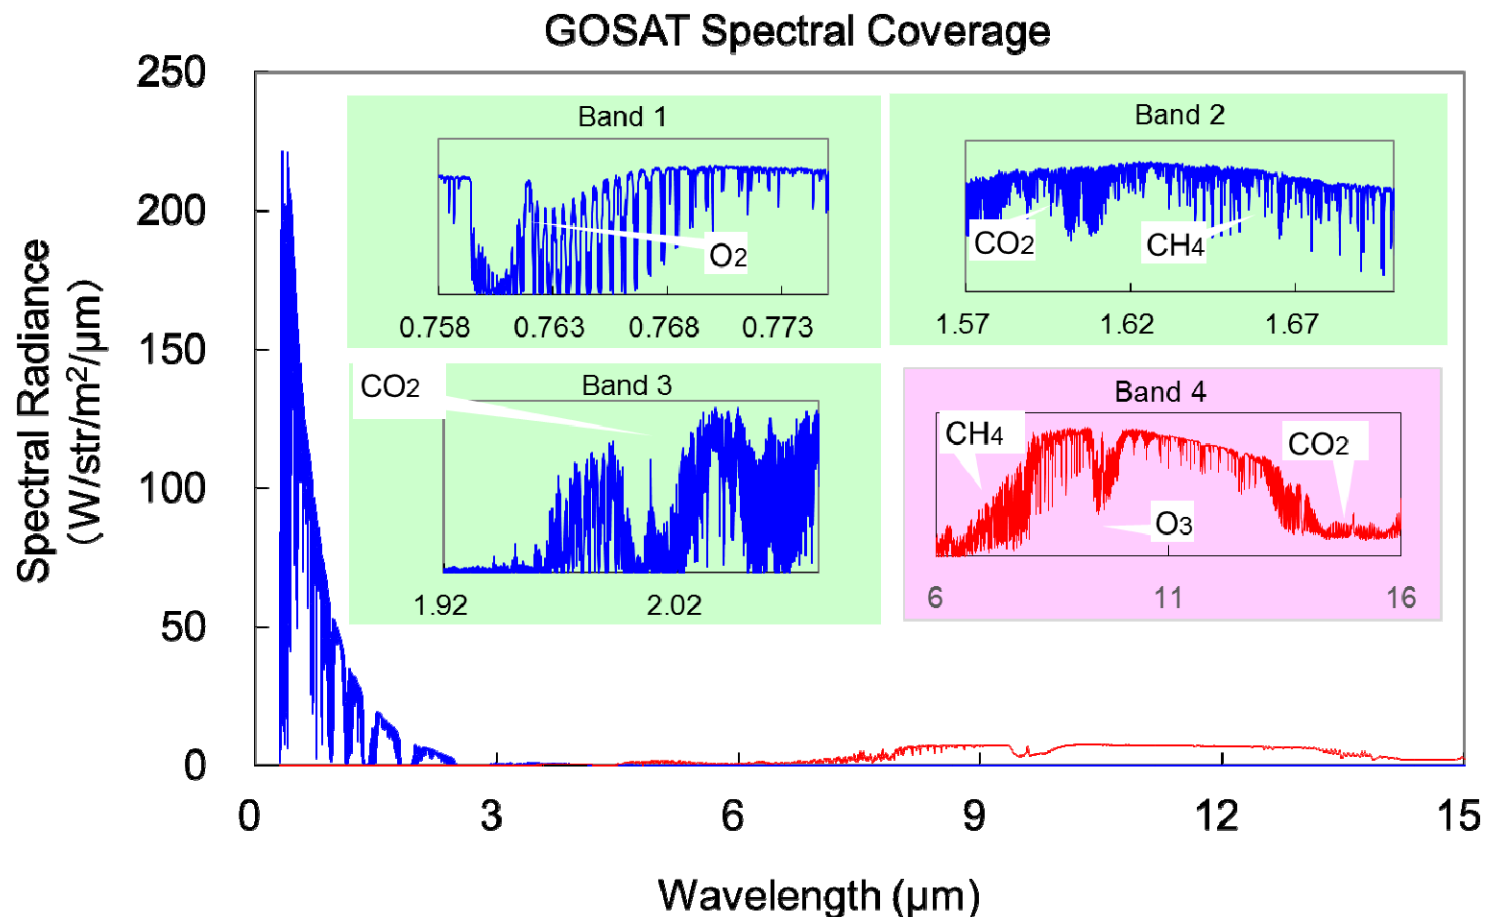 GOSAT Spectral Coverage
Spectral Radiance
(W/str/m²/μm)
250
200
150
100
50
0
Band 1
O2
0.758 0.763 0.768 0.773
Band 2
CO2
CH4
1.57 1.62 1.67
Band 3
CO2
1.92 2.02
Band 4
CH4
CO2
O3
6 11 16
0 3 6 9 12 15
Wavelength (μm)